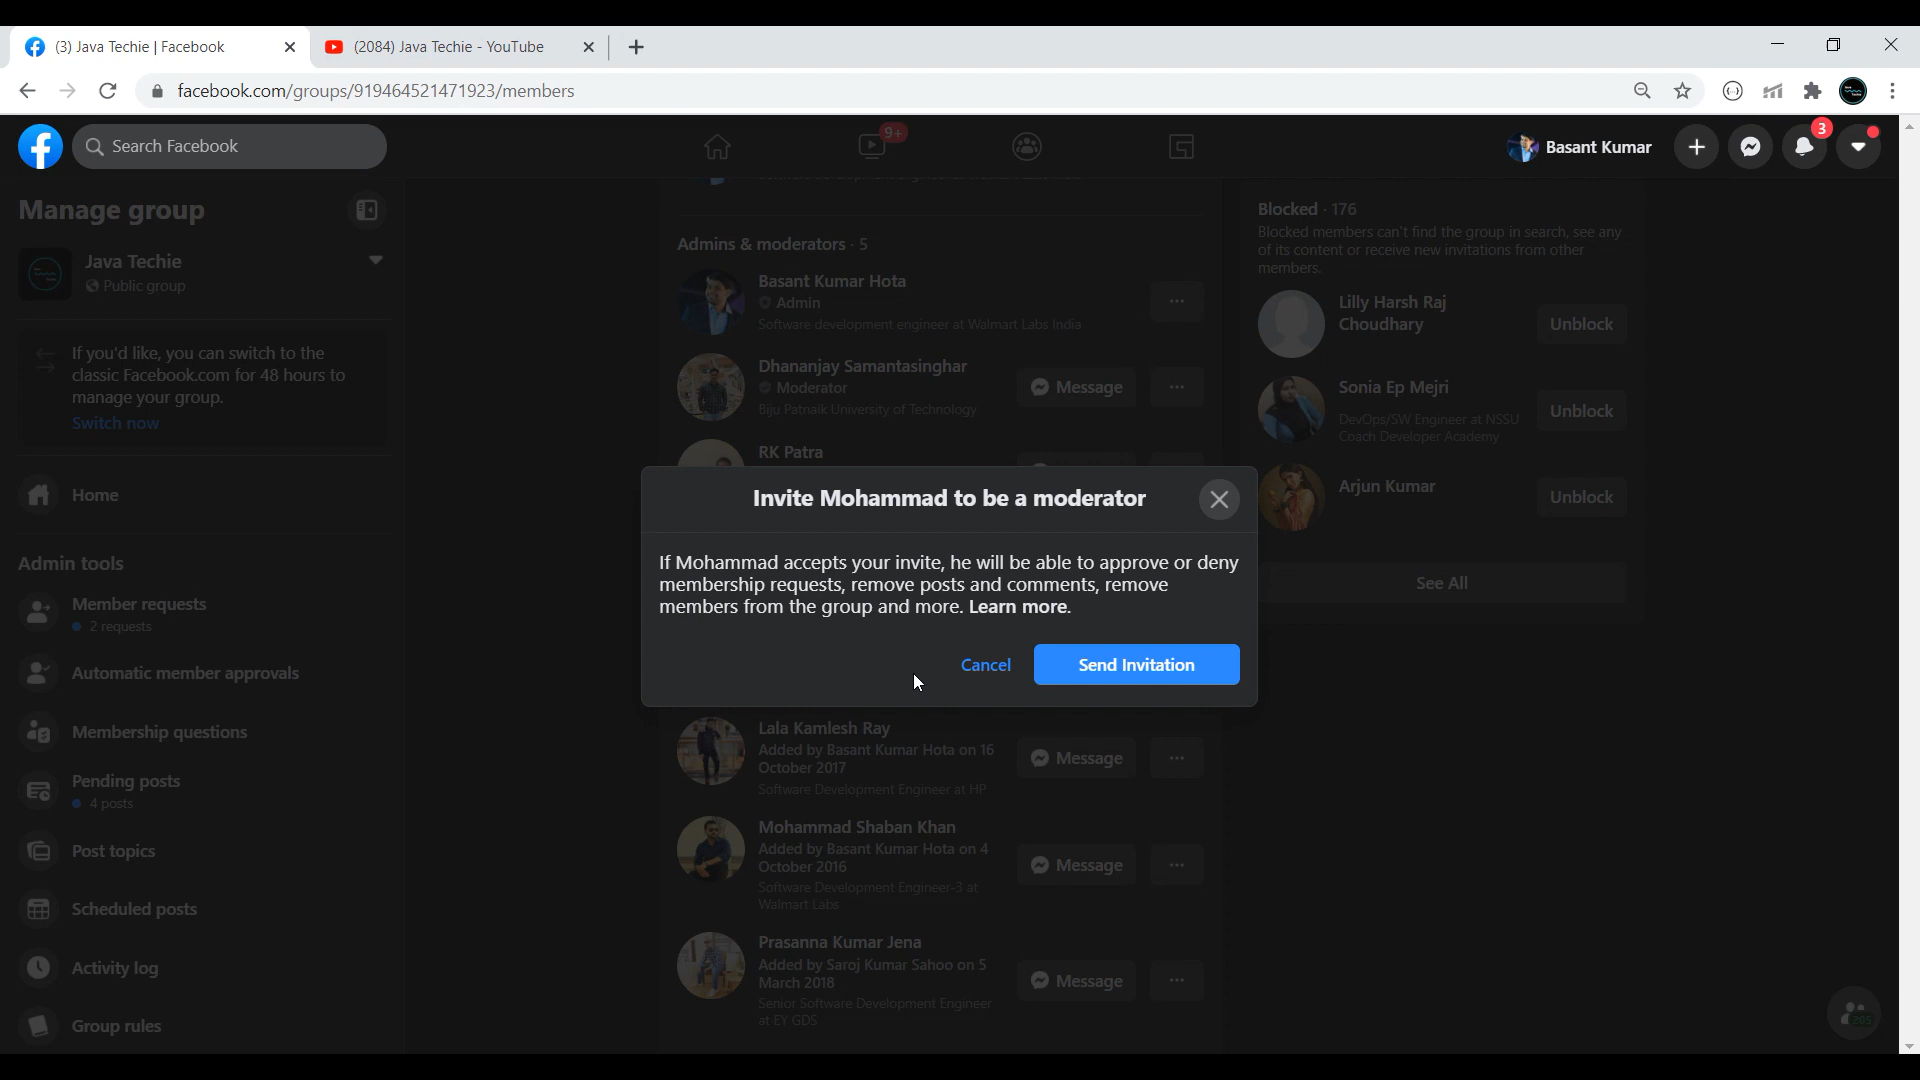 (3) Java Techie | Facebook
(2084) Java Techie - YouTube
facebook.com/groups/919464521471923/members
Search Facebook
9+
Basant Kumar
3
Manage group
Java Techie
Public group
If you'd like, you can switch to the
classic Facebook.com for 48 hours to
manage your group.
Switch now
Home
Admin tools
Member requests
2 requests
Automatic member approvals
Membership questions
Pending posts
4 posts
Post topics
Scheduled posts
Activity log
Group rules
Admins & moderators · 5
Basant Kumar Hota
Admin
Software development engineer at Walmart Labs India
Dhananjay Samantasinghar
Moderator
Biju Patnaik University of Technology
Message
RK Patra
Invite Mohammad to be a moderator
If Mohammad accepts your invite, he will be able to approve or deny
membership requests, remove posts and comments, remove
members from the group and more. Learn more.
Cancel
Send Invitation
Lala Kamlesh Ray
Added by Basant Kumar Hota on 16
October 2017
Software Development Engineer at HP
Message
Mohammad Shaban Khan
Added by Basant Kumar Hota on 4
October 2016
Software Development Engineer-3 at
Walmart Labs
Message
Prasanna Kumar Jena
Added by Saroj Kumar Sahoo on 5
March 2018
Senior Software Development Engineer
at EY GDS
Message
Blocked · 176
Blocked members can't find the group in search, see any
of its content or receive new invitations from other
members.
Lilly Harsh Raj
Choudhary
Unblock
Sonia Ep Mejri
DevOps/SW Engineer at NSSU
Coach Developer Academy
Unblock
Arjun Kumar
Unblock
See All
205